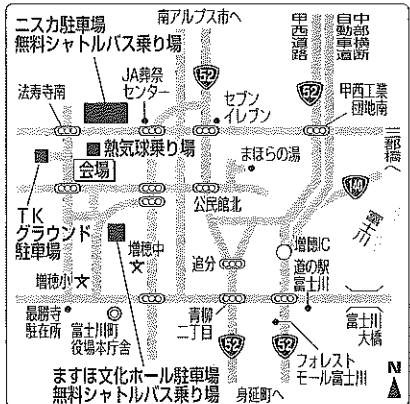 ニスカ駐車場
無料シャトルバス乗り場
南アルプス市へ
甲西道路
中部横断
自動車道
52
52
法寿寺南
JA葬祭
センター
セブン
イレブン
甲西工業
団地南
熱気球乗り場
会場
まほらの湯
三郡橋へ
140
TK
グラウンド
駐車場
公民館北
富士川
増穂中
増穂小
追分
増穂IC
道の駅
富士川
最勝寺
駐在所
富士川町
役場本庁舎
青柳
二丁目
富士川
大橋
52
52
フォレスト
モール富士川
ますほ文化ホール駐車場
無料シャトルバス乗り場
身延町へ
N